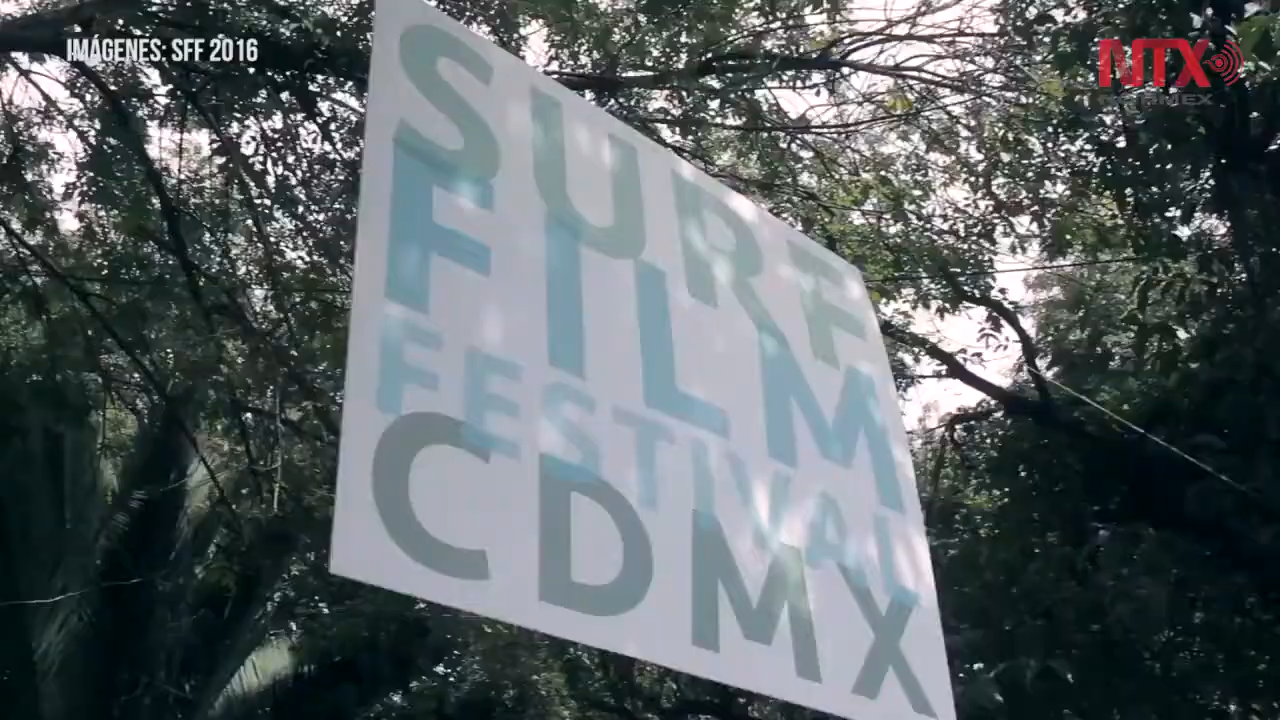 IMÁGENES: SFF 2016
NTX
SURF
FILM
FESTIVAL
CDMX